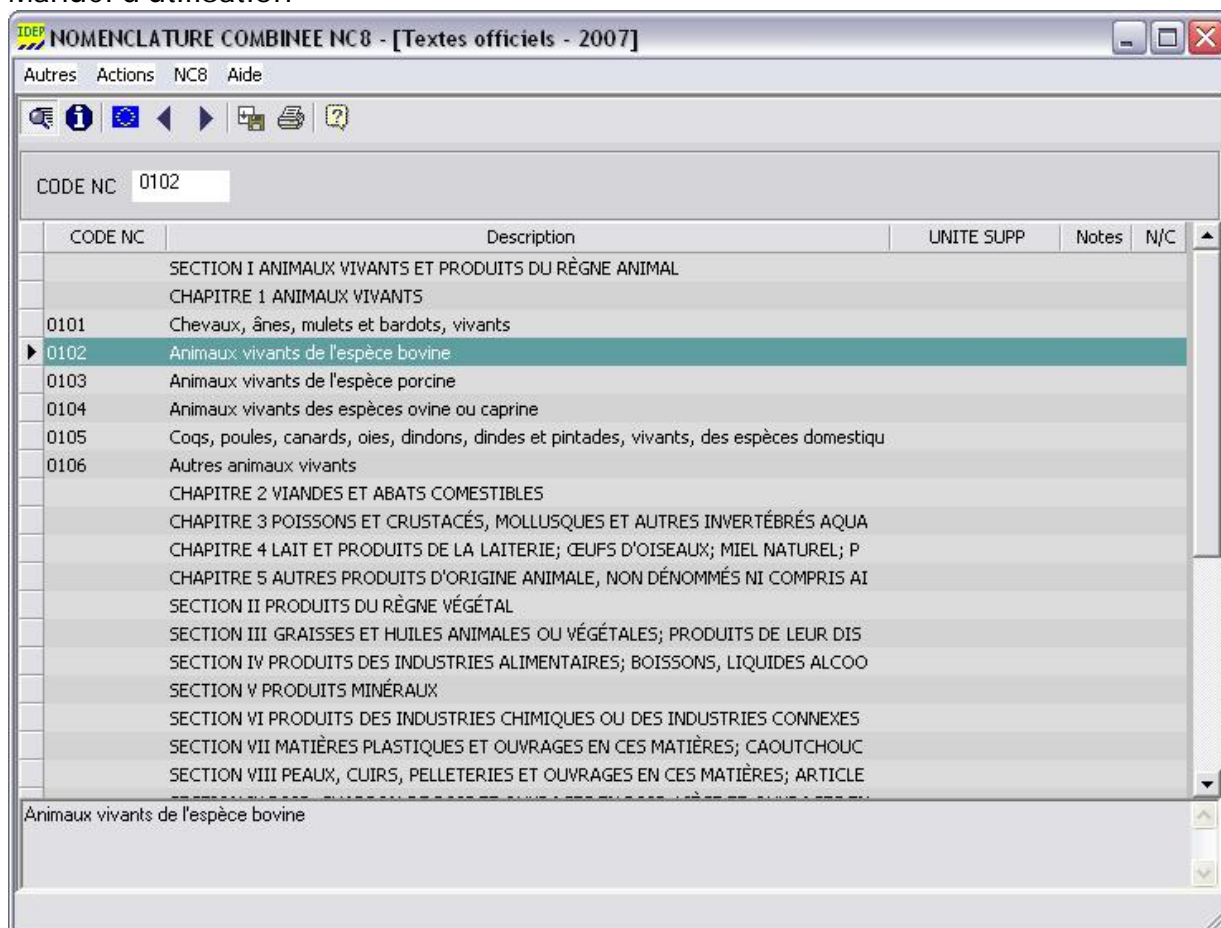 Manuel d'utilisation
IDEP NOMENCLATURE COMBINEE NC8 - [Textes officiels - 2007]
Autres Actions NC8 Aide
CODE NC 0102
CODE NC Description UNITE SUPP Notes N/C
SECTION I ANIMAUX VIVANTS ET PRODUITS DU RÈGNE ANIMAL
CHAPITRE 1 ANIMAUX VIVANTS
0101 Chevaux, ânes, mulets et bardots, vivants
0102 Animaux vivants de l'espèce bovine
0103 Animaux vivants de l'espèce porcine
0104 Animaux vivants des espèces ovine ou caprine
0105 Coqs, poules, canards, oies, dindons, dindes et pintades, vivants, des espèces domestiqu
0106 Autres animaux vivants
CHAPITRE 2 VIANDES ET ABATS COMESTIBLES
CHAPITRE 3 POISSONS ET CRUSTACÉS, MOLLUSQUES ET AUTRES INVERTÉBRÉS AQUA
CHAPITRE 4 LAIT ET PRODUITS DE LA LAITERIE; ŒUFS D'OISEAUX; MIEL NATUREL; P
CHAPITRE 5 AUTRES PRODUITS D'ORIGINE ANIMALE, NON DÉNOMMÉS NI COMPRIS AI
SECTION II PRODUITS DU RÈGNE VÉGÉTAL
SECTION III GRAISSES ET HUILES ANIMALES OU VÉGÉTALES; PRODUITS DE LEUR DIS
SECTION IV PRODUITS DES INDUSTRIES ALIMENTAIRES; BOISSONS, LIQUIDES ALCOO
SECTION V PRODUITS MINÉRAUX
SECTION VI PRODUITS DES INDUSTRIES CHIMIQUES OU DES INDUSTRIES CONNEXES
SECTION VII MATIÈRES PLASTIQUES ET OUVRAGES EN CES MATIÈRES; CAOUTCHOUC
SECTION VIII PEAUX, CUIRS, PELLETERIES ET OUVRAGES EN CES MATIÈRES; ARTICLE
Animaux vivants de l'espèce bovine